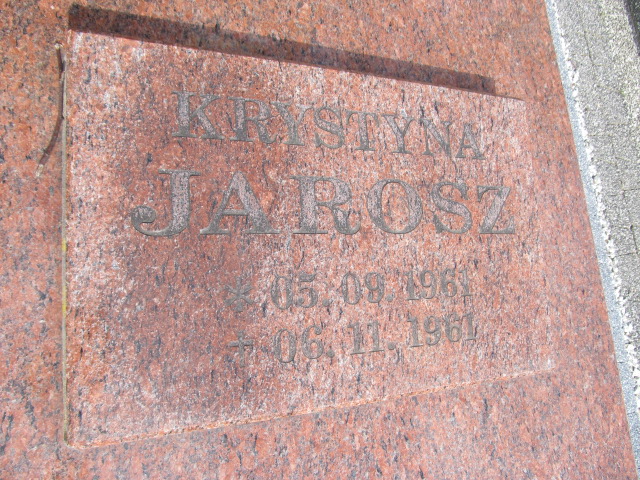 KRYSTYNA
JAROSZ
* 05. 09. 1961
+ 06. 11. 1961